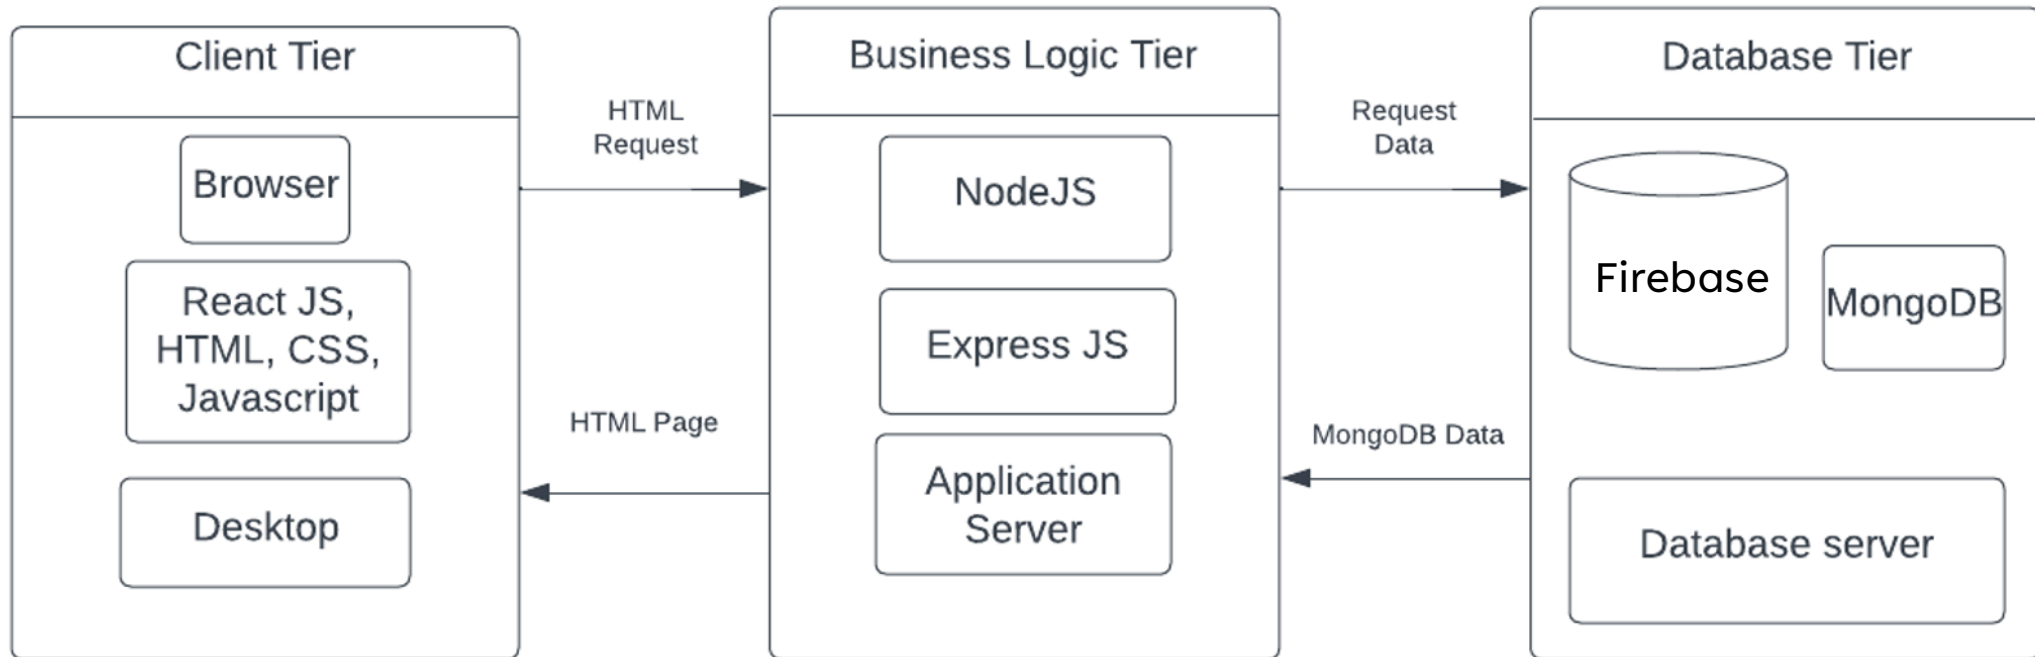 Client Tier
Browser
React JS,
HTML, CSS,
Javascript
Desktop
HTML
Request
HTML Page
Business Logic Tier
NodeJS
Express JS
Application
Server
Request
Data
MongoDB Data
Database Tier
Firebase
MongoDB
Database server